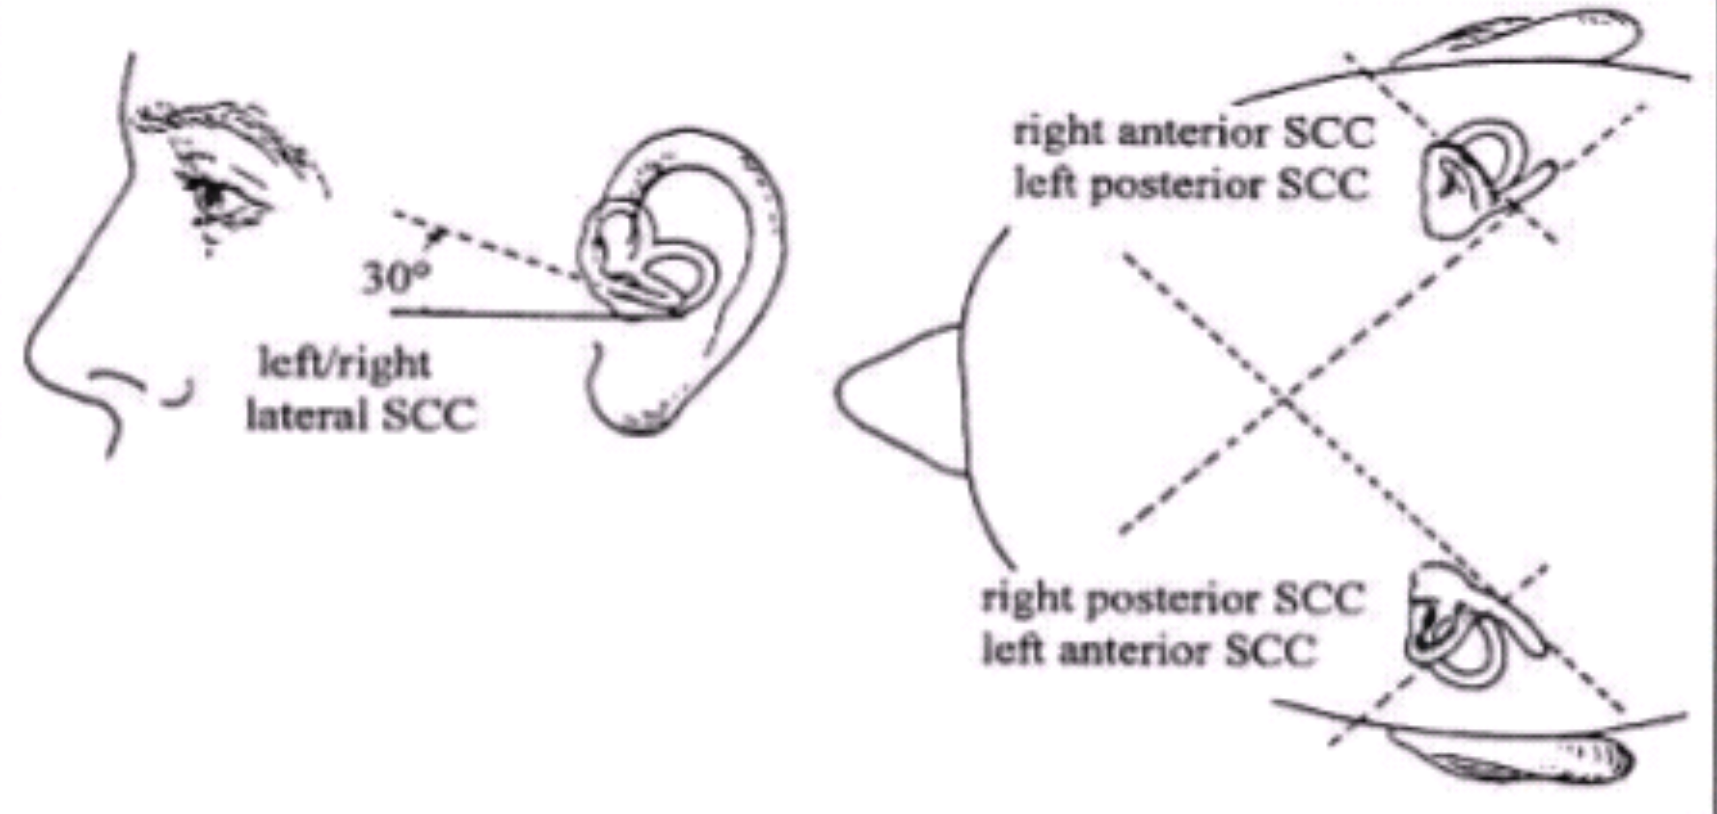 30°
left/right
lateral SCC
right anterior SCC
left posterior SCC
right posterior SCC
left anterior SCC